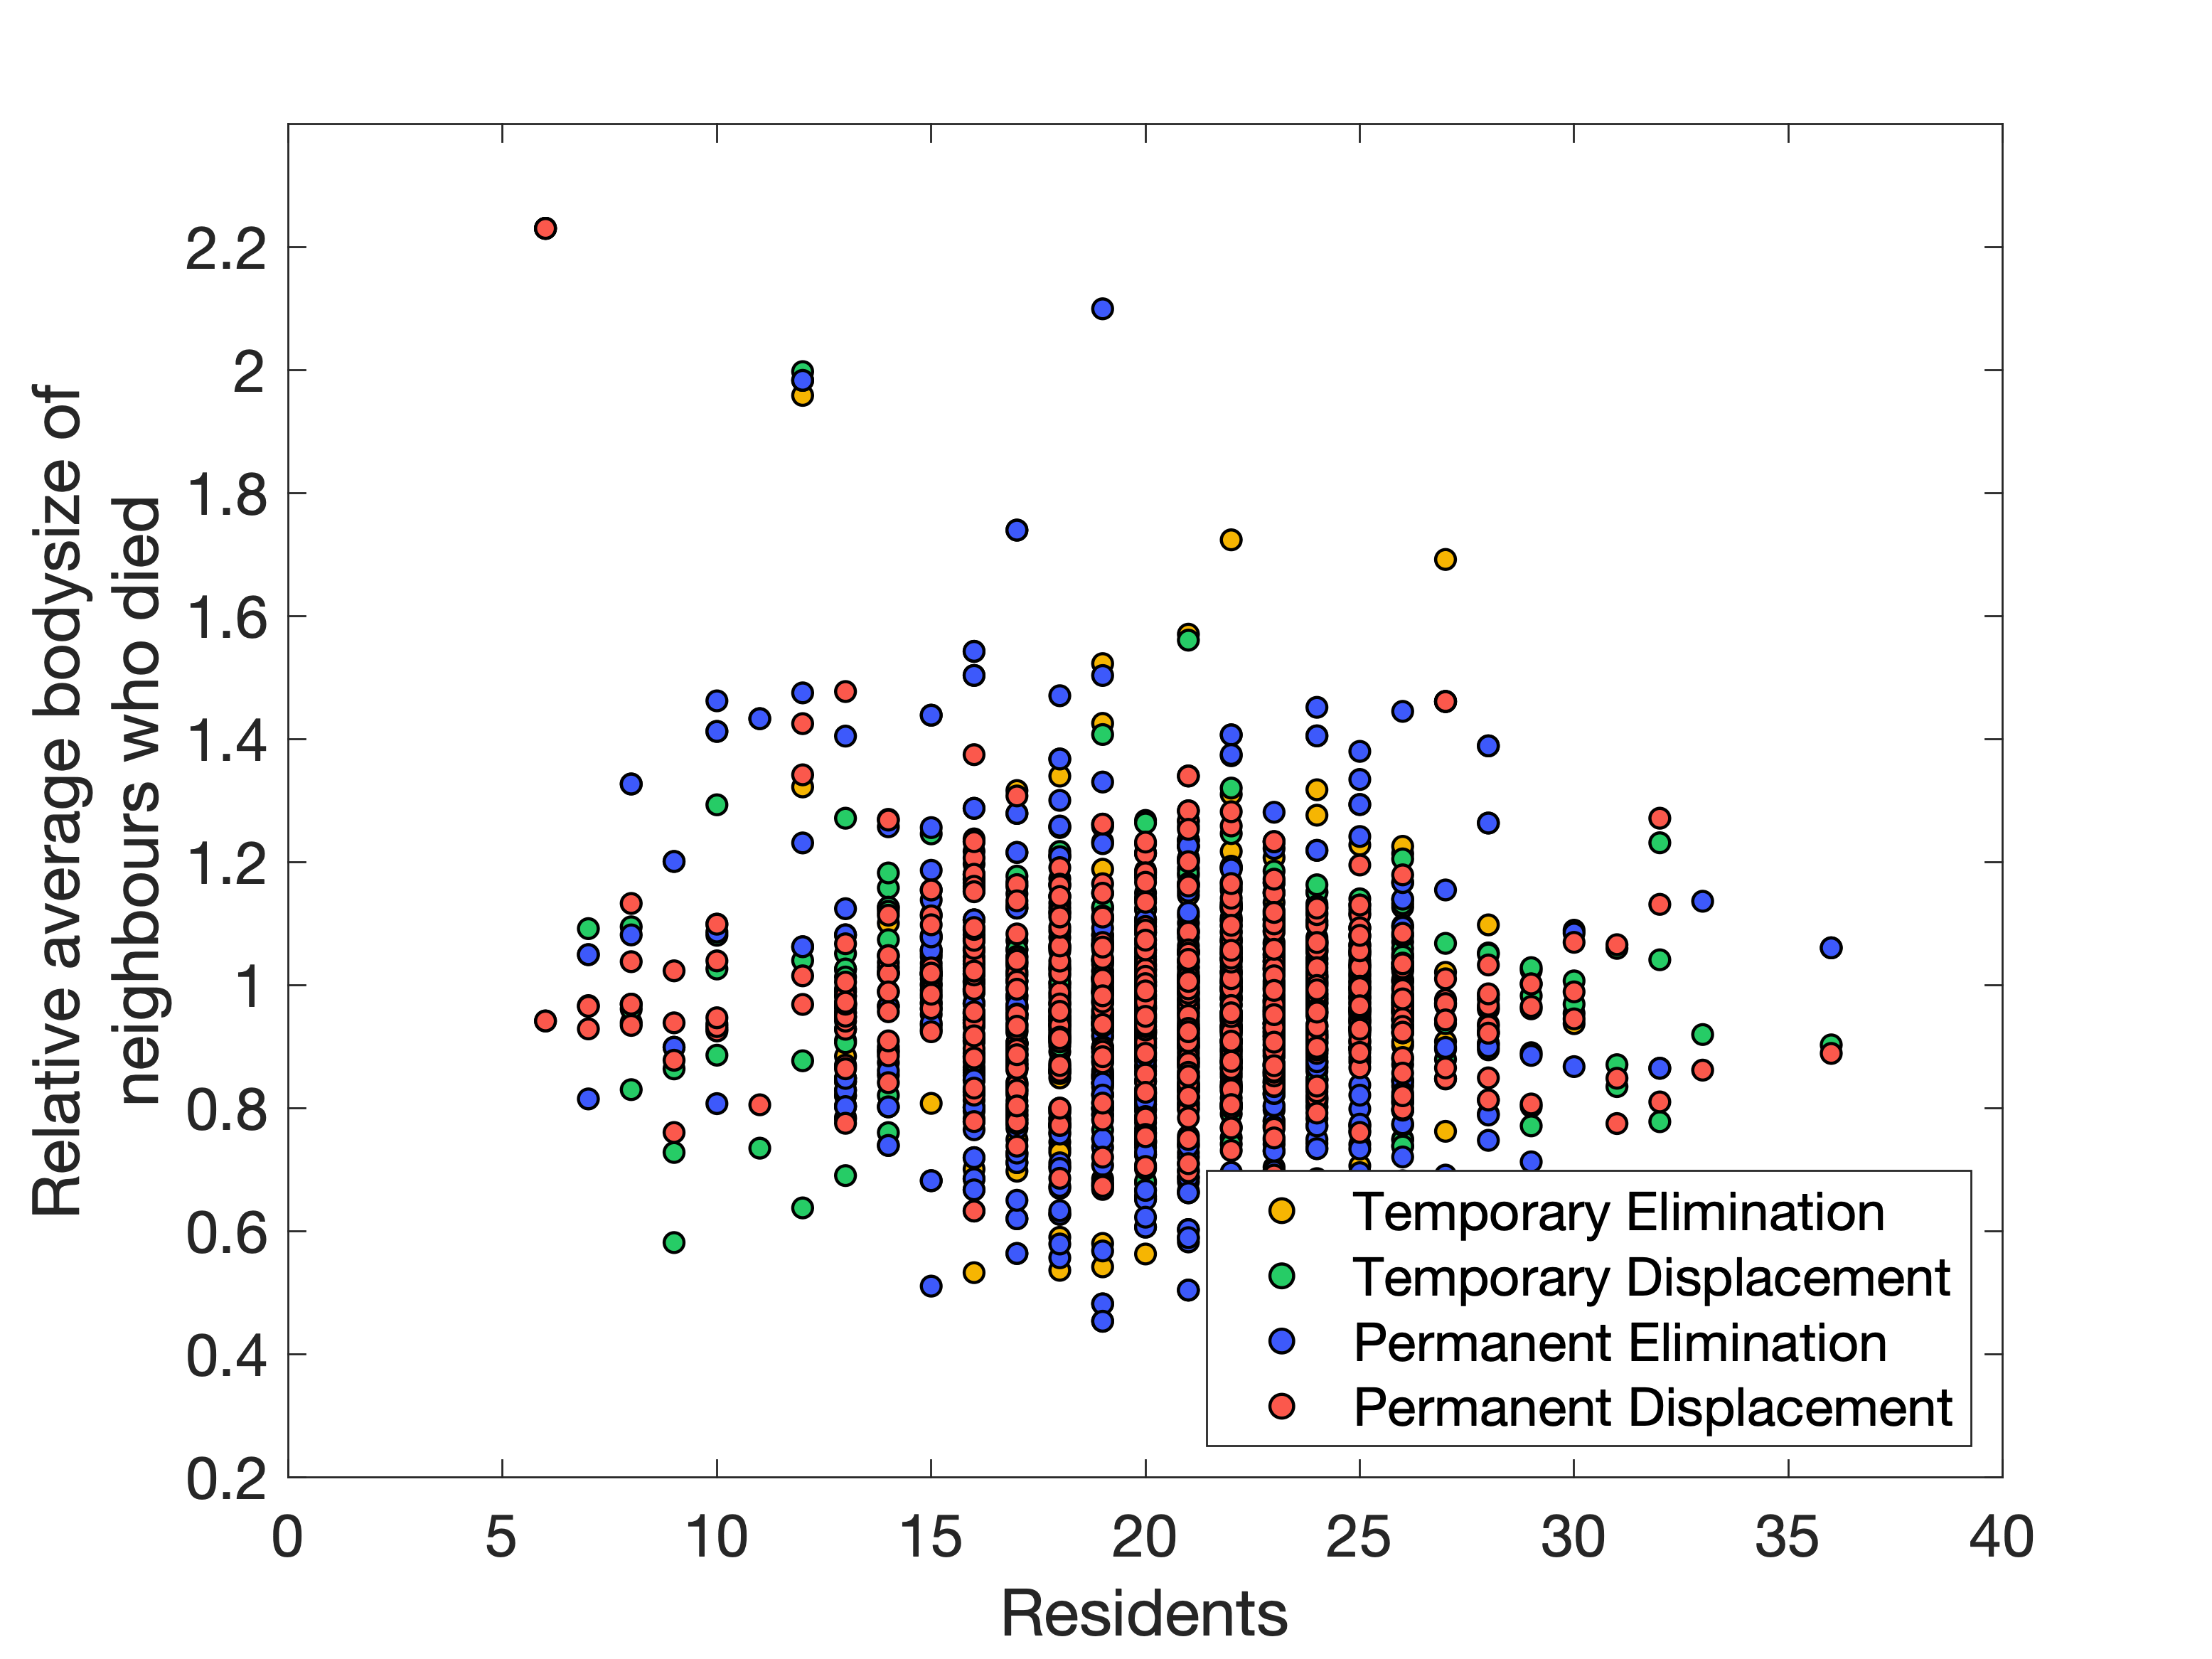 Relative average bodysize of
neighbours who died
2.2
2
1.8
1.6
1.4
1.2
1
0.8
0.6
0.4
0.2
0 5 10 15 20 25 30 35 40
Residents
Temporary Elimination
Temporary Displacement
Permanent Elimination
Permanent Displacement